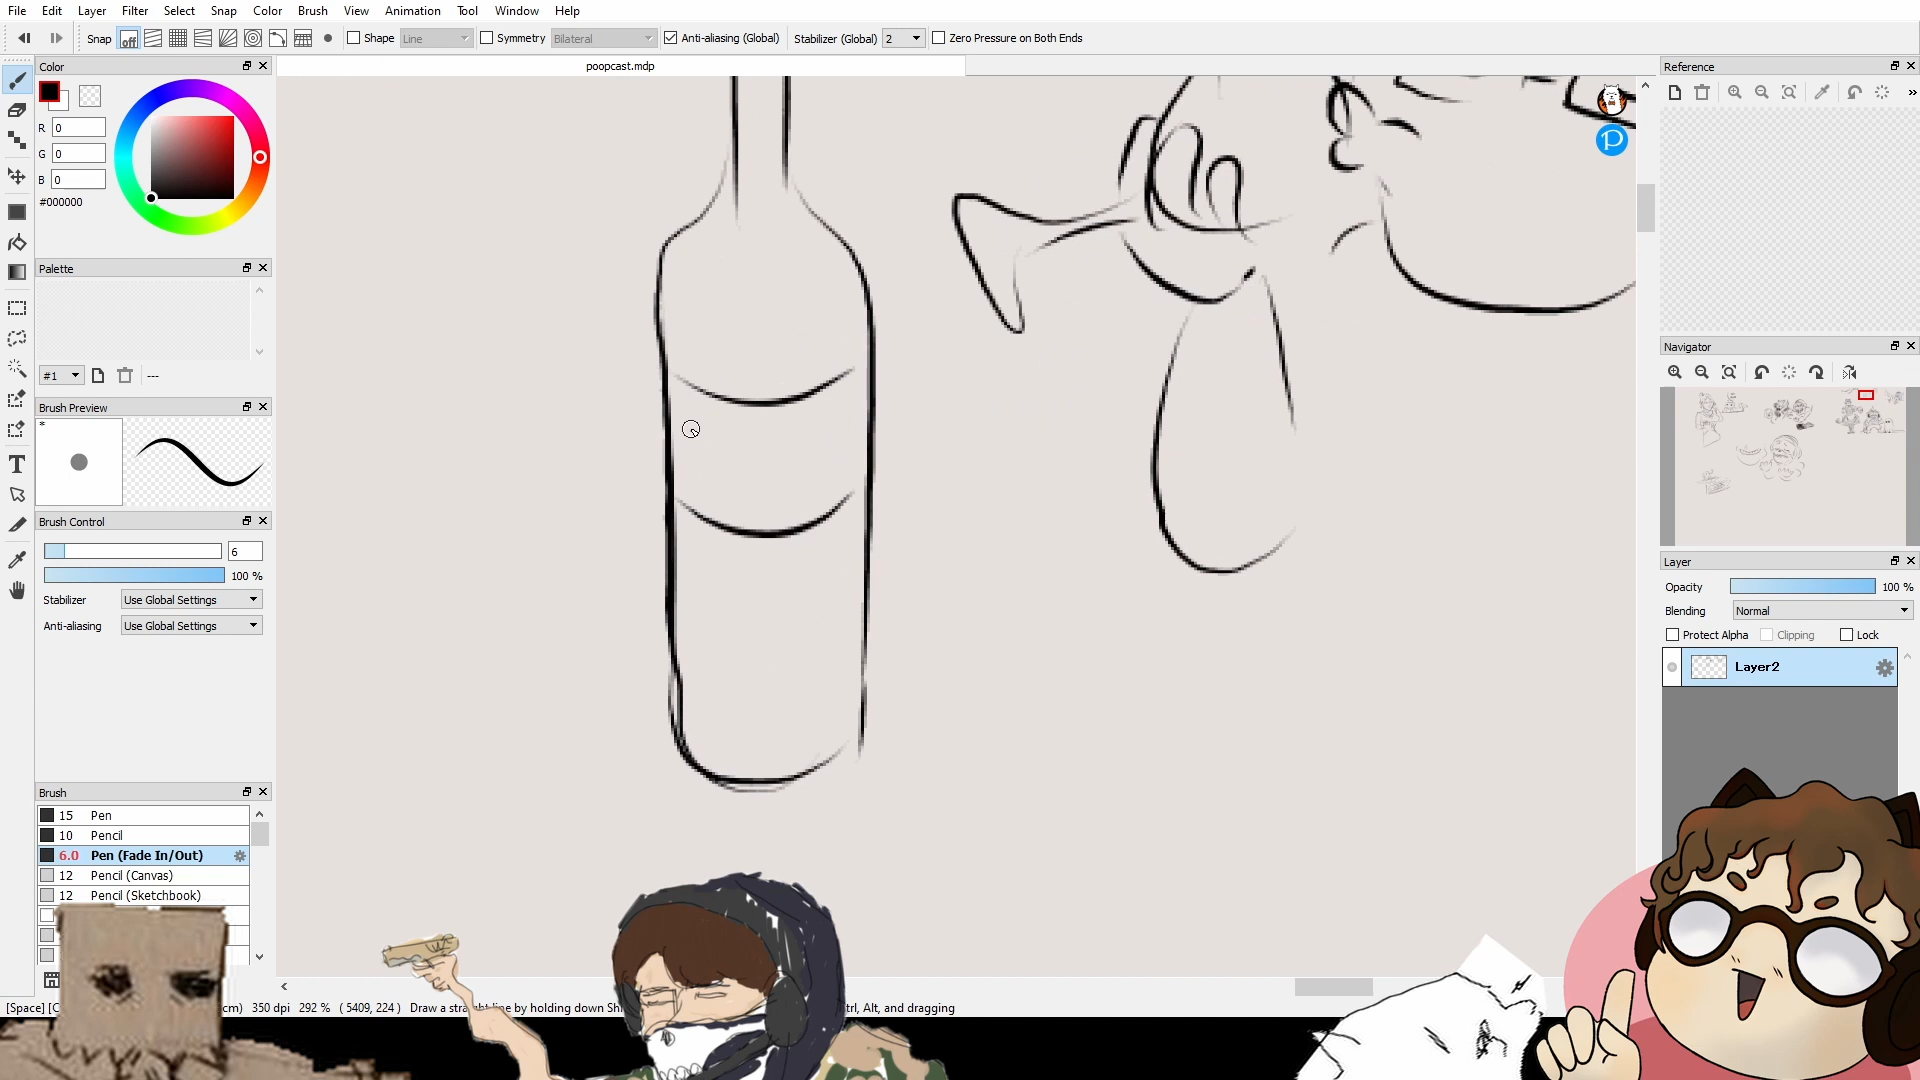 File Edit Layer Filter Select Snap Color Brush View Animation Tool Window Help
Snap off Shape Line Symmetry Bilateral Anti-aliasing (Global) Stabilizer (Global) 2 Zero Pressure on Both Ends
Color
poopcast.mdp
Reference
R 0
G 0
B 0
#000000
Palette
#1 ---
Navigator
Brush Preview
*
Brush Control
6
100 %
Stabilizer Use Global Settings
Anti-aliasing Use Global Settings
Layer
Opacity 100 %
Blending Normal
Protect Alpha Clipping Lock
Layer2
Brush
15 Pen
10 Pencil
6.0 Pen (Fade In/Out)
12 Pencil (Canvas)
12 Pencil (Sketchbook)
[Space] [C cm) 350 dpi 292 % ( 5409, 224 ) Draw a straight line by holding down Shi trl, Alt, and dragging